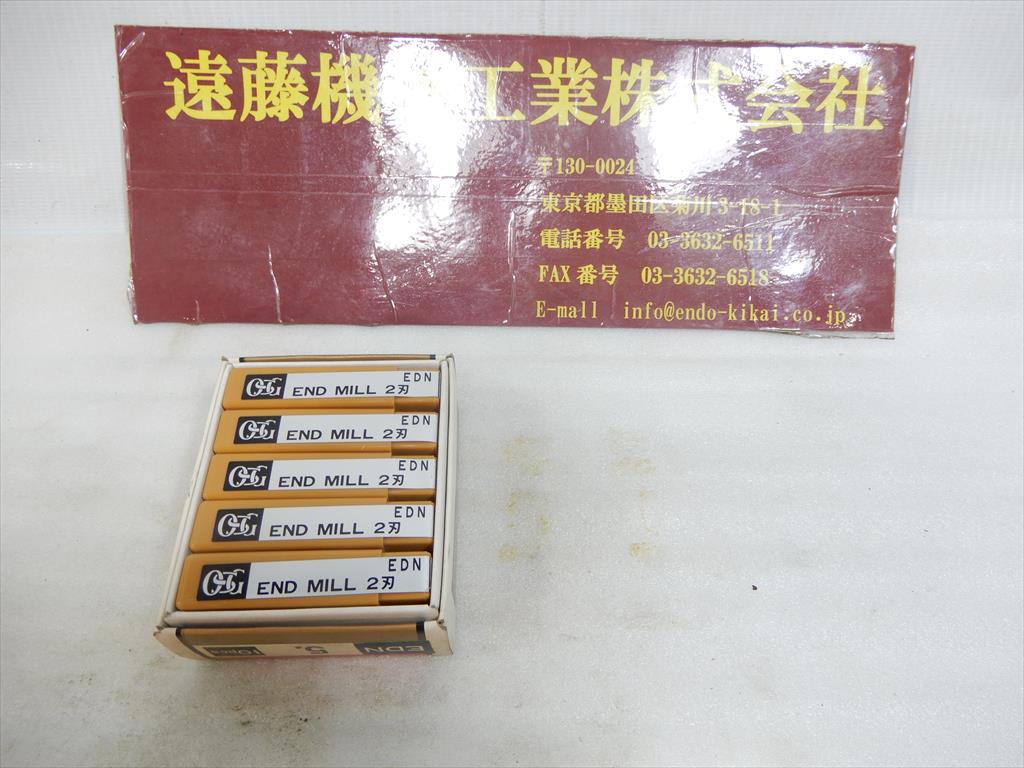 遠藤機 工業株式会社
〒130-0024
東京都墨田区菊川3-18-1
電話番号 03-3632-6511
FAX番号 03-3632-6518
E-mall info@endo-kikai.co.jp
OSG END MILL 2刃 EDN
OSG END MILL 2刃 EDN
OSG END MILL 2刃 EDN
OSG END MILL 2刃 EDN
OSG END MILL 2刃 EDN
EDN 5. 10pcs